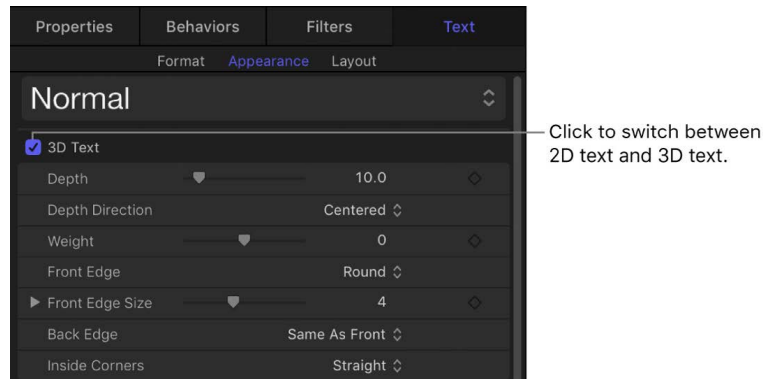 Properties Behaviors Filters Text
Format Appearance Layout
Normal
3D Text
Click to switch between
2D text and 3D text.
Depth 10.0
Depth Direction Centered
Weight 0
Front Edge Round
Front Edge Size 4
Back Edge Same As Front
Inside Corners Straight